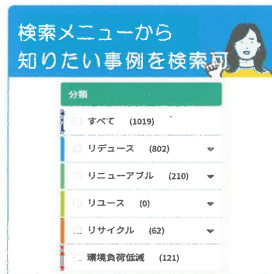 検索メニューから
知りたい事例を検索可
分類
すべて (1019)
リデュース (802)
リニューアブル (210)
リユース (0)
リサイクル (62)
環境負荷低減 (121)